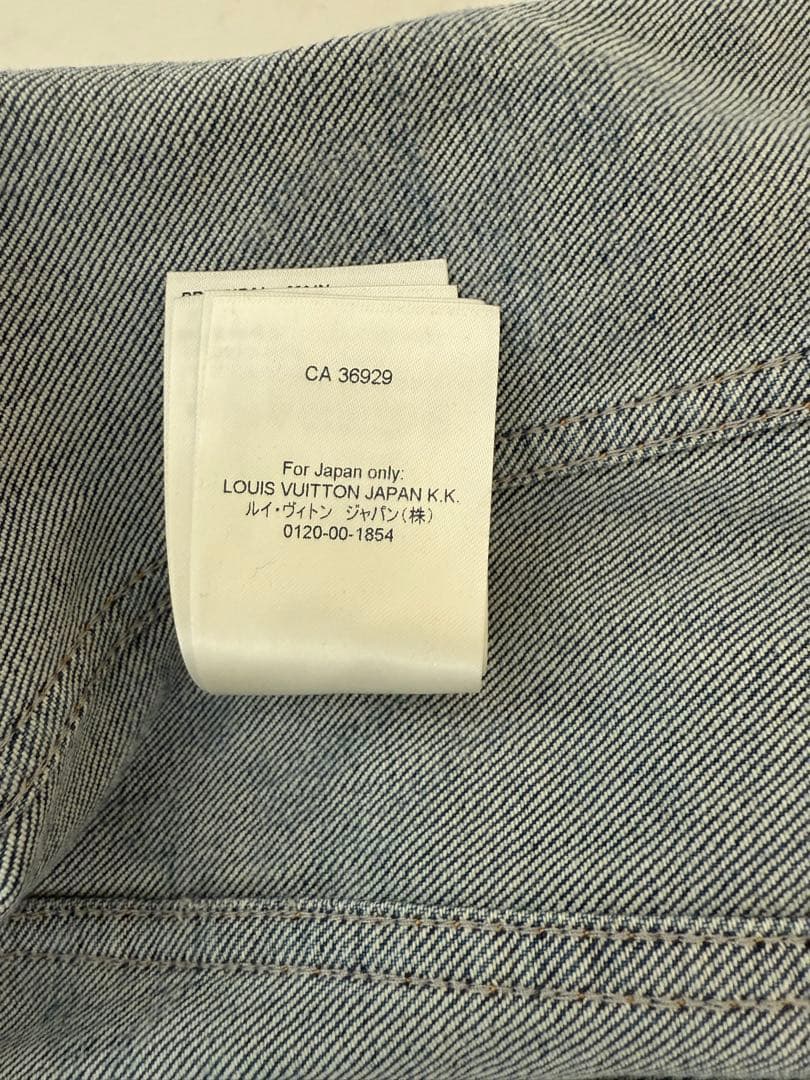 CA 36929
For Japan only:
LOUIS VUITTON JAPAN K.K.
ルイ・ヴィトン ジャパン(株)
0120-00-1854